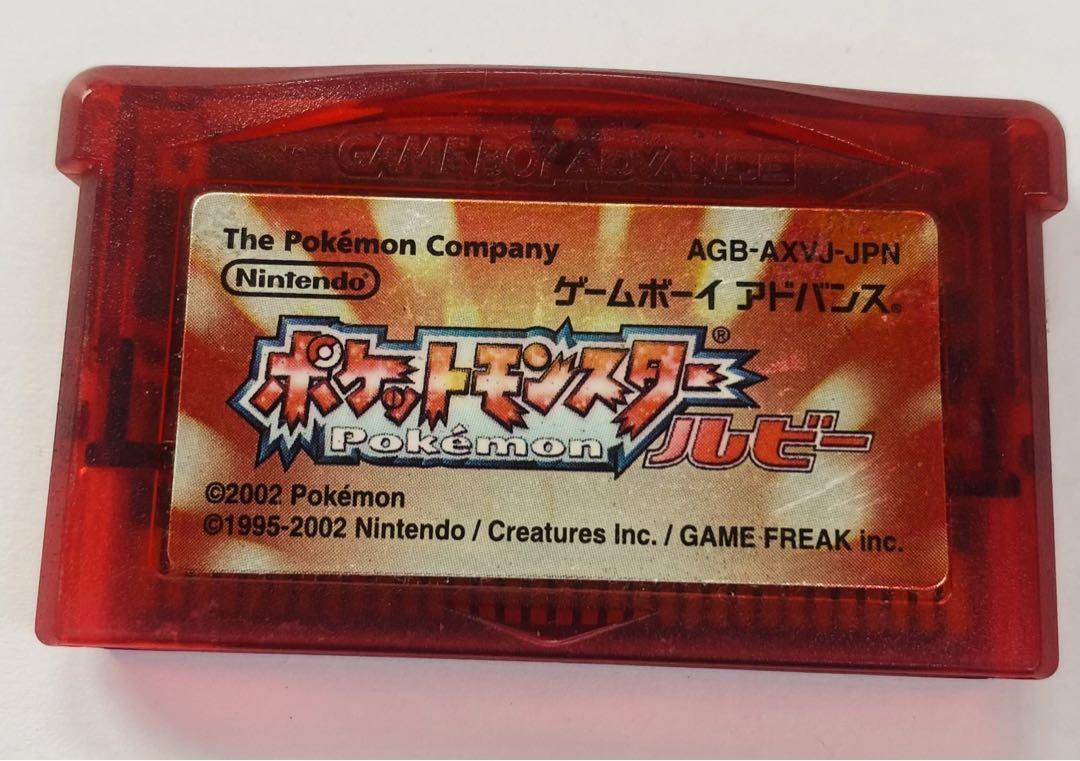 GAME BOY ADVANCE
The Pokémon Company
AGB-AXVJ-JPN
Nintendo®
ゲームボーイ アドバンス®
ポケットモンスター®
Pokémon ルビー
©2002 Pokémon
©1995-2002 Nintendo / Creatures Inc. / GAME FREAK inc.